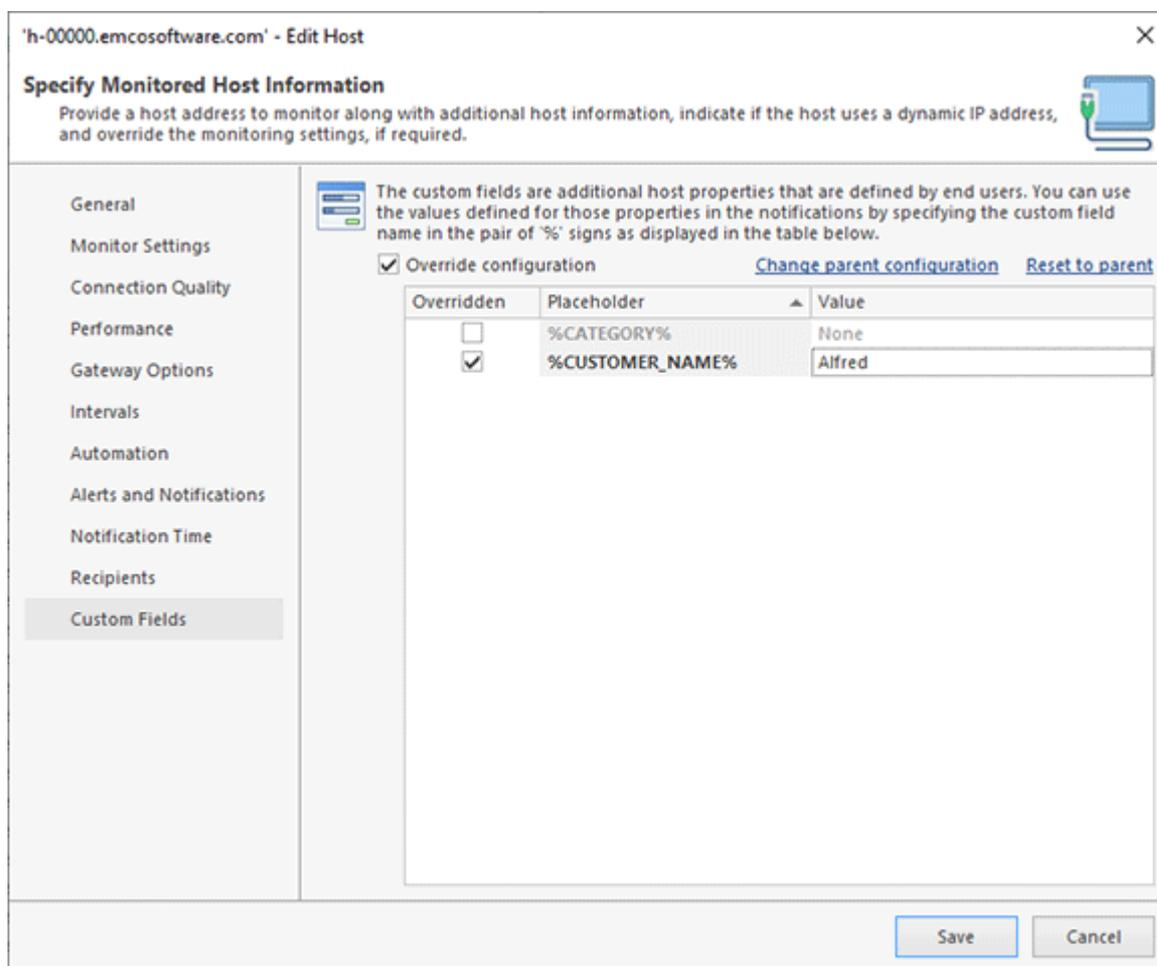 'h-00000.emcosoftware.com' - Edit Host
Specify Monitored Host Information
Provide a host address to monitor along with additional host information, indicate if the host uses a dynamic IP address,
and override the monitoring settings, if required.
General
Monitor Settings
Connection Quality
Performance
Gateway Options
Intervals
Automation
Alerts and Notifications
Notification Time
Recipients
Custom Fields
The custom fields are additional host properties that are defined by end users. You can use
the values defined for those properties in the notifications by specifying the custom field
name in the pair of '%' signs as displayed in the table below.
Override configuration Change parent configuration Reset to parent
Overridden Placeholder Value
%CATEGORY% None
%CUSTOMER_NAME% Alfred
Save Cancel